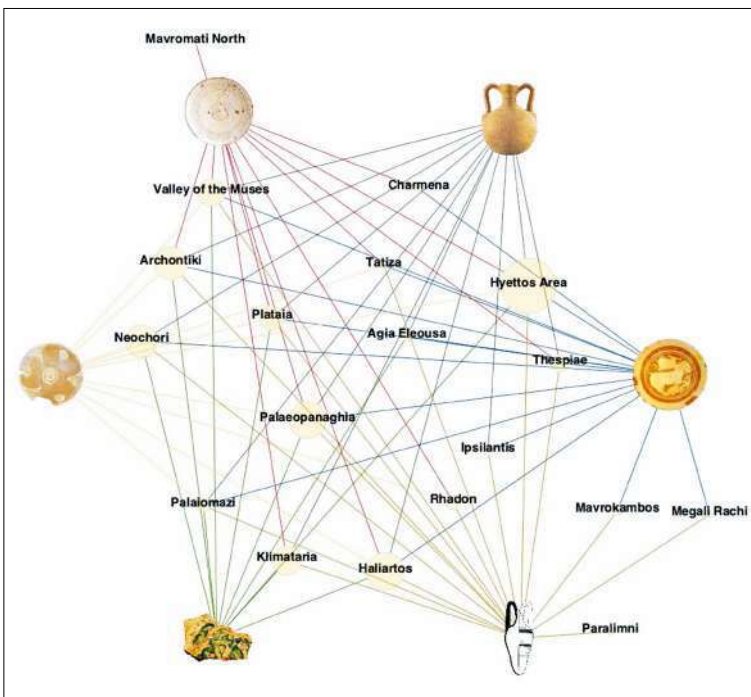 Mavromati North
Valley of the Muses
Charmena
Archontiki
Tatiza
Hyettos Area
Plataia
Neochori
Agia Eleousa
Thespiae
Palaeopanaghia
Ipsilantis
Palaiomazi
Rhadon
Mavrokambos
Megali Rachi
Klimataria
Haliartos
Paralimni